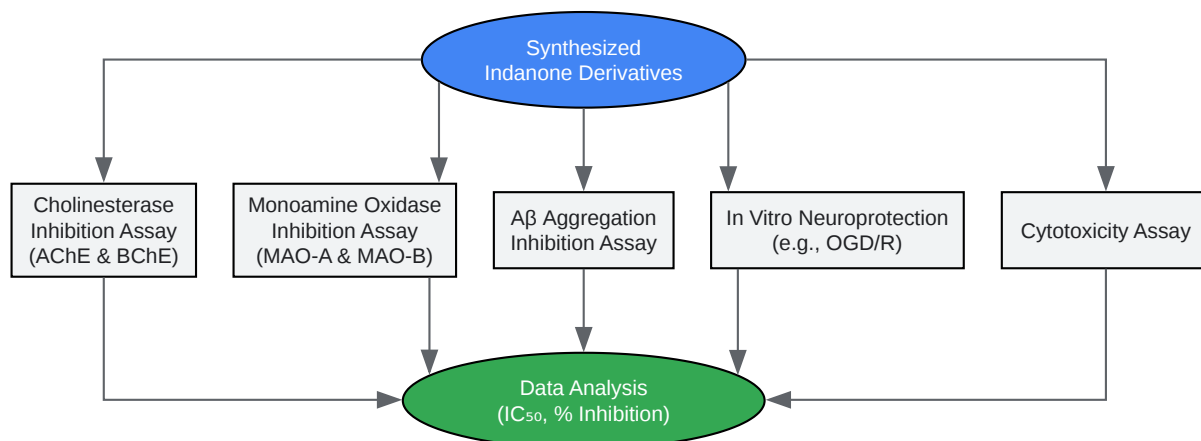 Synthesized
Indanone Derivatives
Cholinesterase
Inhibition Assay
(AChE & BChE)
Monoamine Oxidase
Inhibition Assay
(MAO-A & MAO-B)
Aβ Aggregation
Inhibition Assay
In Vitro Neuroprotection
(e.g., OGD/R)
Cytotoxicity Assay
Data Analysis
(IC₅₀, % Inhibition)